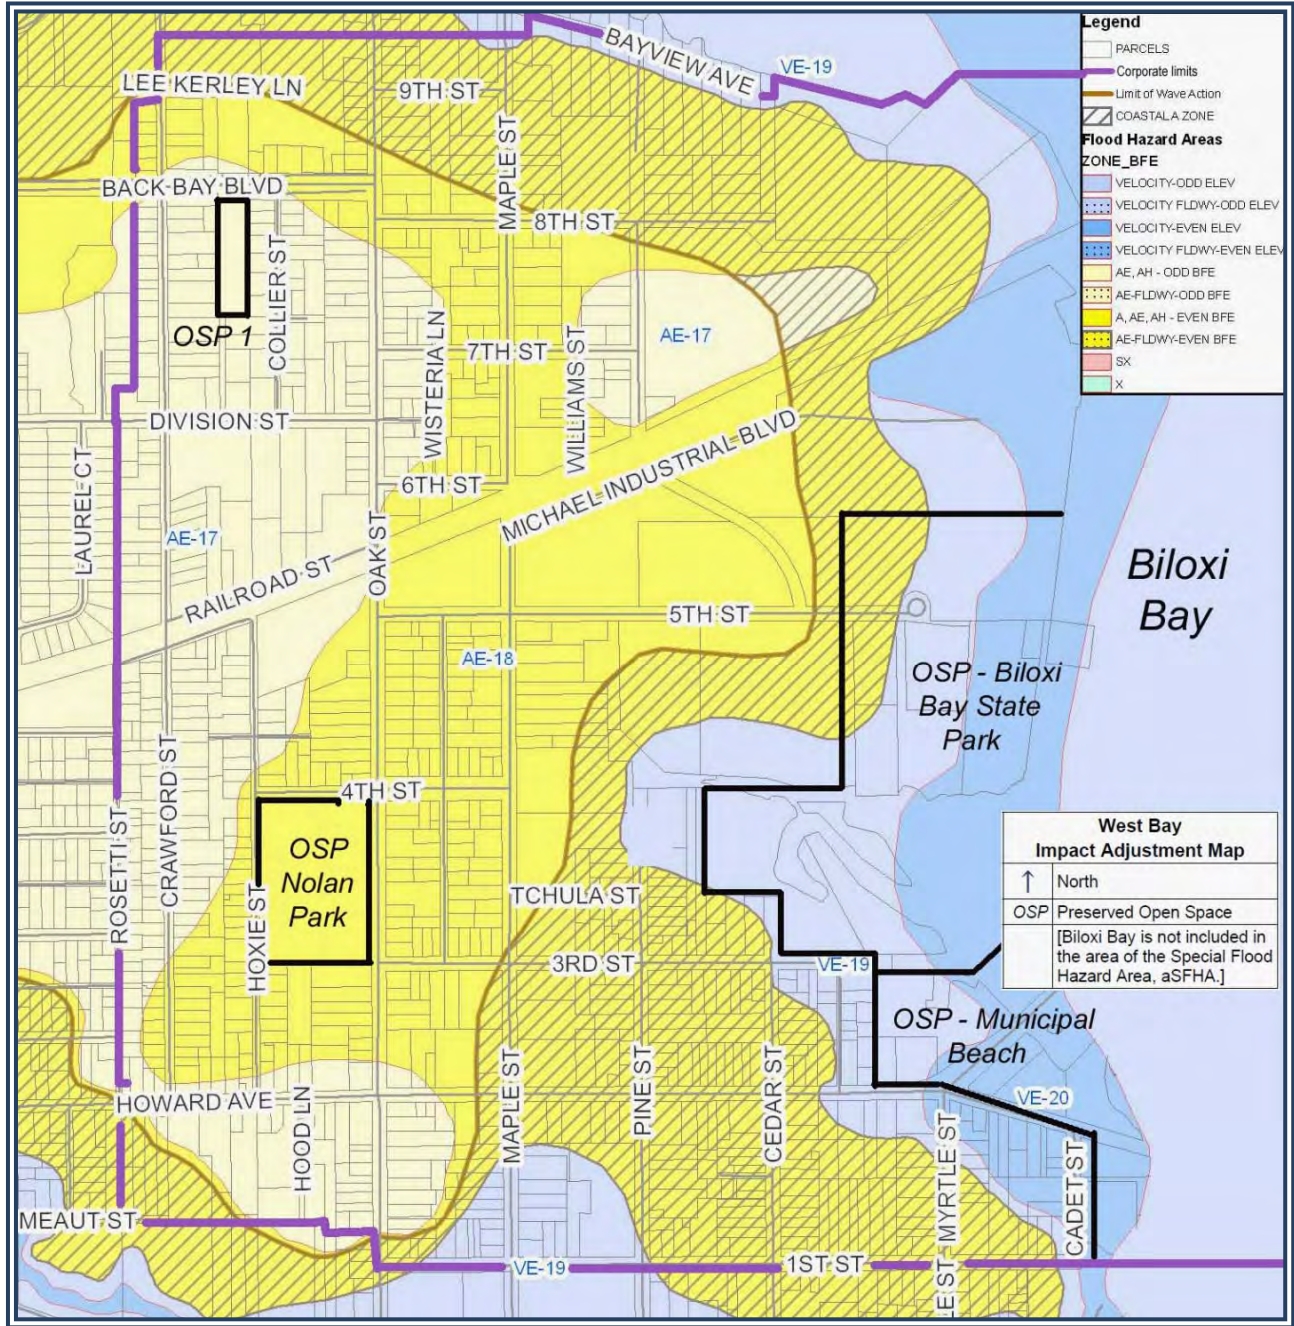 Legend
PARCELS
Corporate limits
Limit of Wave Action
COASTAL A ZONE
Flood Hazard Areas
ZONE_BFE
VELOCITY-ODD ELEV
VELOCITY FLDWY-ODD ELEV
VELOCITY-EVEN ELEV
VELOCITY FLDWY-EVEN ELEV
AE, AH - ODD BFE
AE-FLDWY-ODD BFE
A, AE, AH - EVEN BFE
AE-FLDWY-EVEN BFE
SX
X
BAYVIEW AVE
VE-19
LEE KERLEY LN
9TH ST
MAPLE ST
BACK BAY BLVD
8TH ST
COLLIER ST
OSP 1
WISTERIA LN
7TH ST
WILLIAMS ST
AE-17
DIVISION ST
LAUREL CT
6TH ST
MICHAEL INDUSTRIAL BLVD
AE-17
RAILROAD ST
OAK ST
Biloxi
Bay
5TH ST
AE-18
OSP - Biloxi
Bay State
Park
ROSETTI ST
CRAWFORD ST
4TH ST
OSP
Nolan
Park
HOXIE ST
TCHULA ST
3RD ST
VE-19
West Bay
Impact Adjustment Map
↑ North
OSP Preserved Open Space
[Biloxi Bay is not included in
the area of the Special Flood
Hazard Area, aSFHA.]
OSP - Municipal
Beach
HOWARD AVE
HOOD LN
MAPLE ST
PINE ST
CEDAR ST
VE-20
MYRTLE ST
CADET ST
MEAUT ST
VE-19
1ST ST
E ST